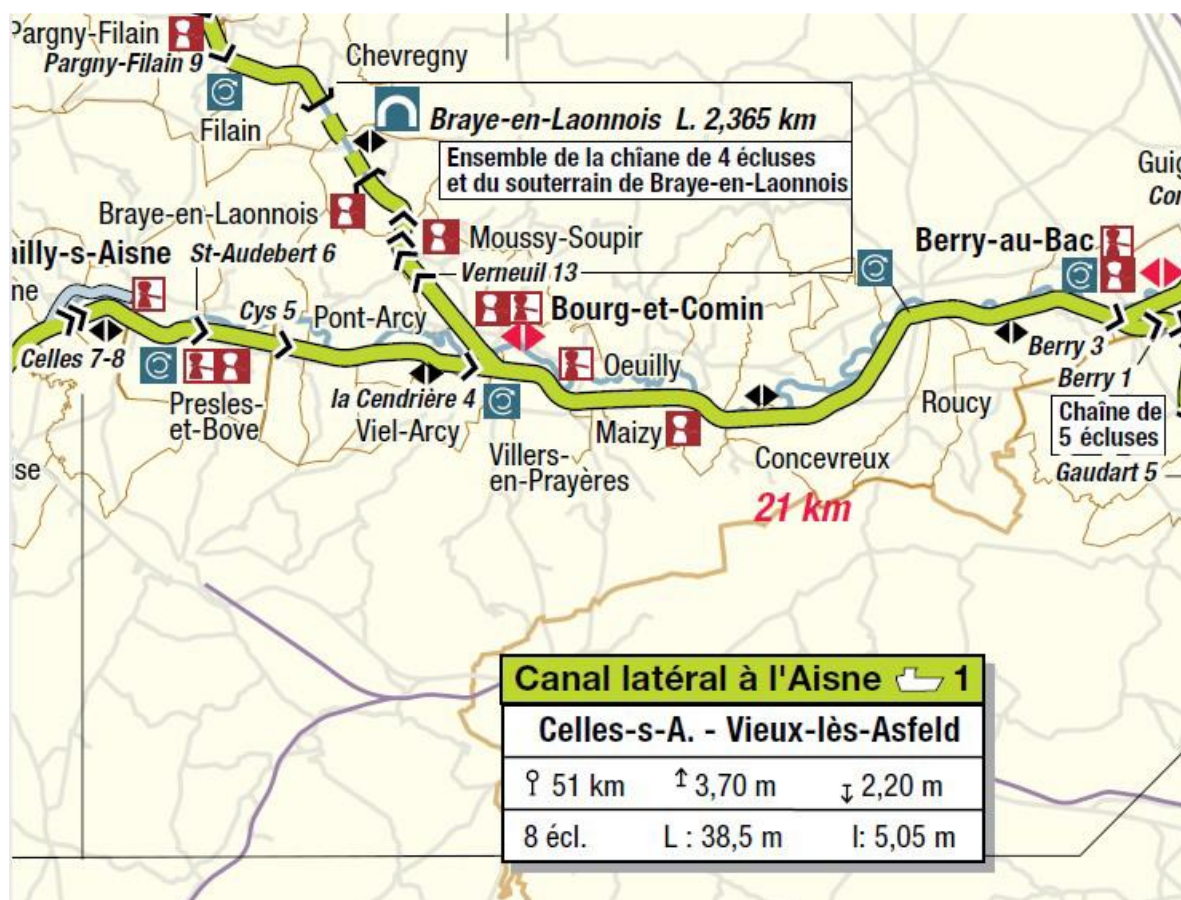 Pargny-Filain
Pargny-Filain 9
Chevregny
Filain
Braye-en-Laonnois L. 2,365 km
Ensemble de la chîane de 4 écluses
et du souterrain de Braye-en-Laonnois
Guig
Cor
Braye-en-Laonnois
Moussy-Soupir
Berry-au-Bac
ailly-s-Aisne
St-Audebert 6
Verneuil 13
ne
Cys 5
Pont-Arcy
Bourg-et-Comin
Celles 7-8
Oeuilly
Berry 3
Berry 1
la Cendrière 4
Presles-
et-Bove
Viel-Arcy
Maizy
Roucy
Chaîne de
5 écluses
Villers-
en-Prayères
Concevreux
Gaudart 5
ise
21 km
Canal latéral à l'Aisne 1
Celles-s-A. - Vieux-lès-Asfeld
51 km 3,70 m 2,20 m
8 écl. L : 38,5 m l: 5,05 m